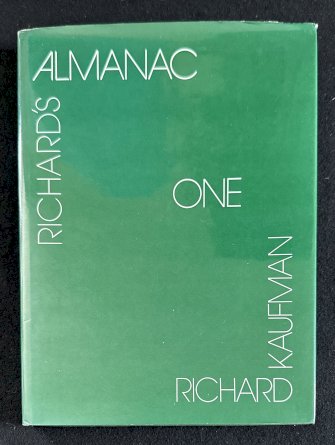 RICHARD'S
ALMANAC
ONE
RICHARD
KAUFMAN